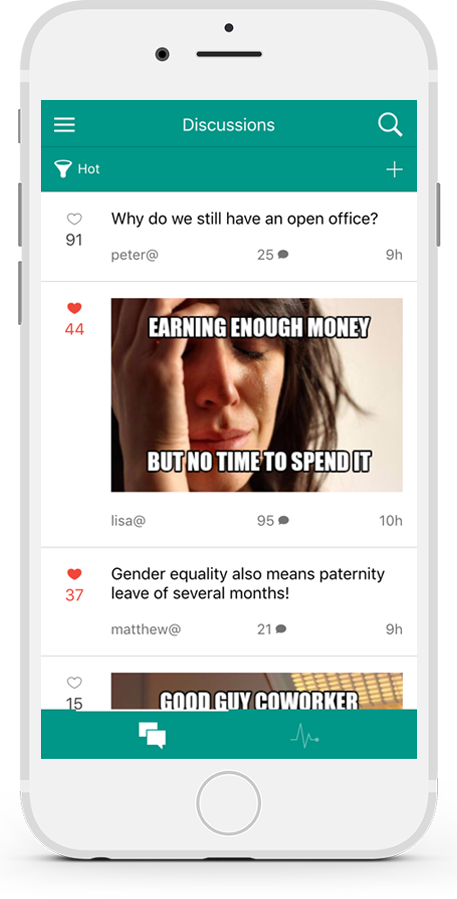 Discussions
Hot
Why do we still have an open office?
91
peter@ 25 9h
EARNING ENOUGH MONEY
44
BUT NO TIME TO SPEND IT
lisa@ 95 10h
Gender equality also means paternity
37
leave of several months!
matthew@ 21 9h
GOOD GUY COWORKER
15